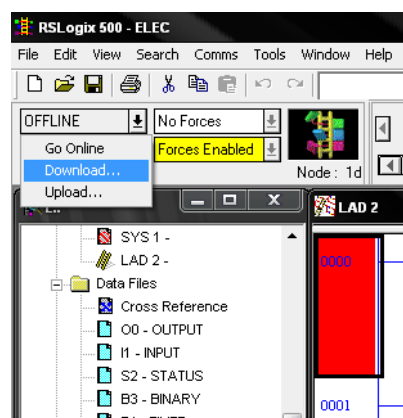 RSLogix 500 - ELEC
File Edit View Search Comms Tools Window Help
OFFLINE No Forces
Go Online Forces Enabled
Download... Node : 1d
Upload...
LAD 2
SYS 1 -
LAD 2 - 0000
Data Files
Cross Reference
O0 - OUTPUT
I1 - INPUT
S2 - STATUS
B3 - BINARY 0001